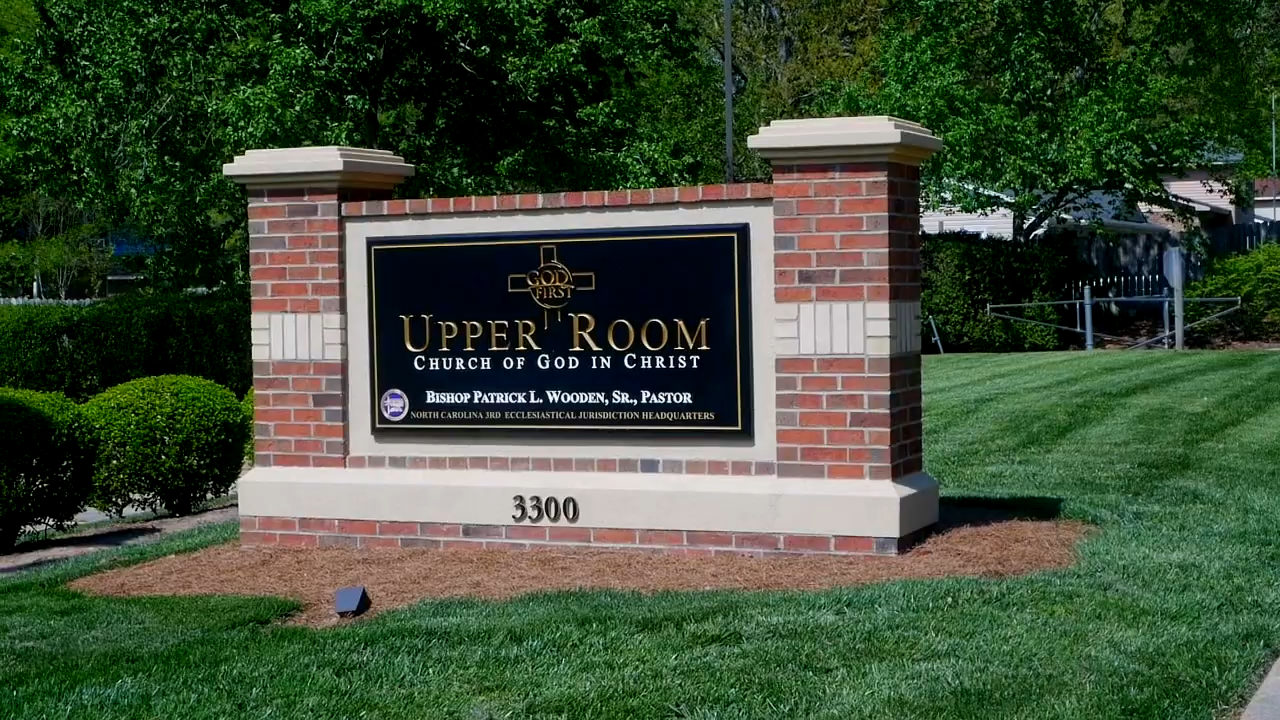 GOD
FIRST
UPPER ROOM
CHURCH OF GOD IN CHRIST
BISHOP PATRICK L. WOODEN, SR., PASTOR
NORTH CAROLINA 3RD ECCLESIASTICAL JURISDICTION HEADQUARTERS
3300